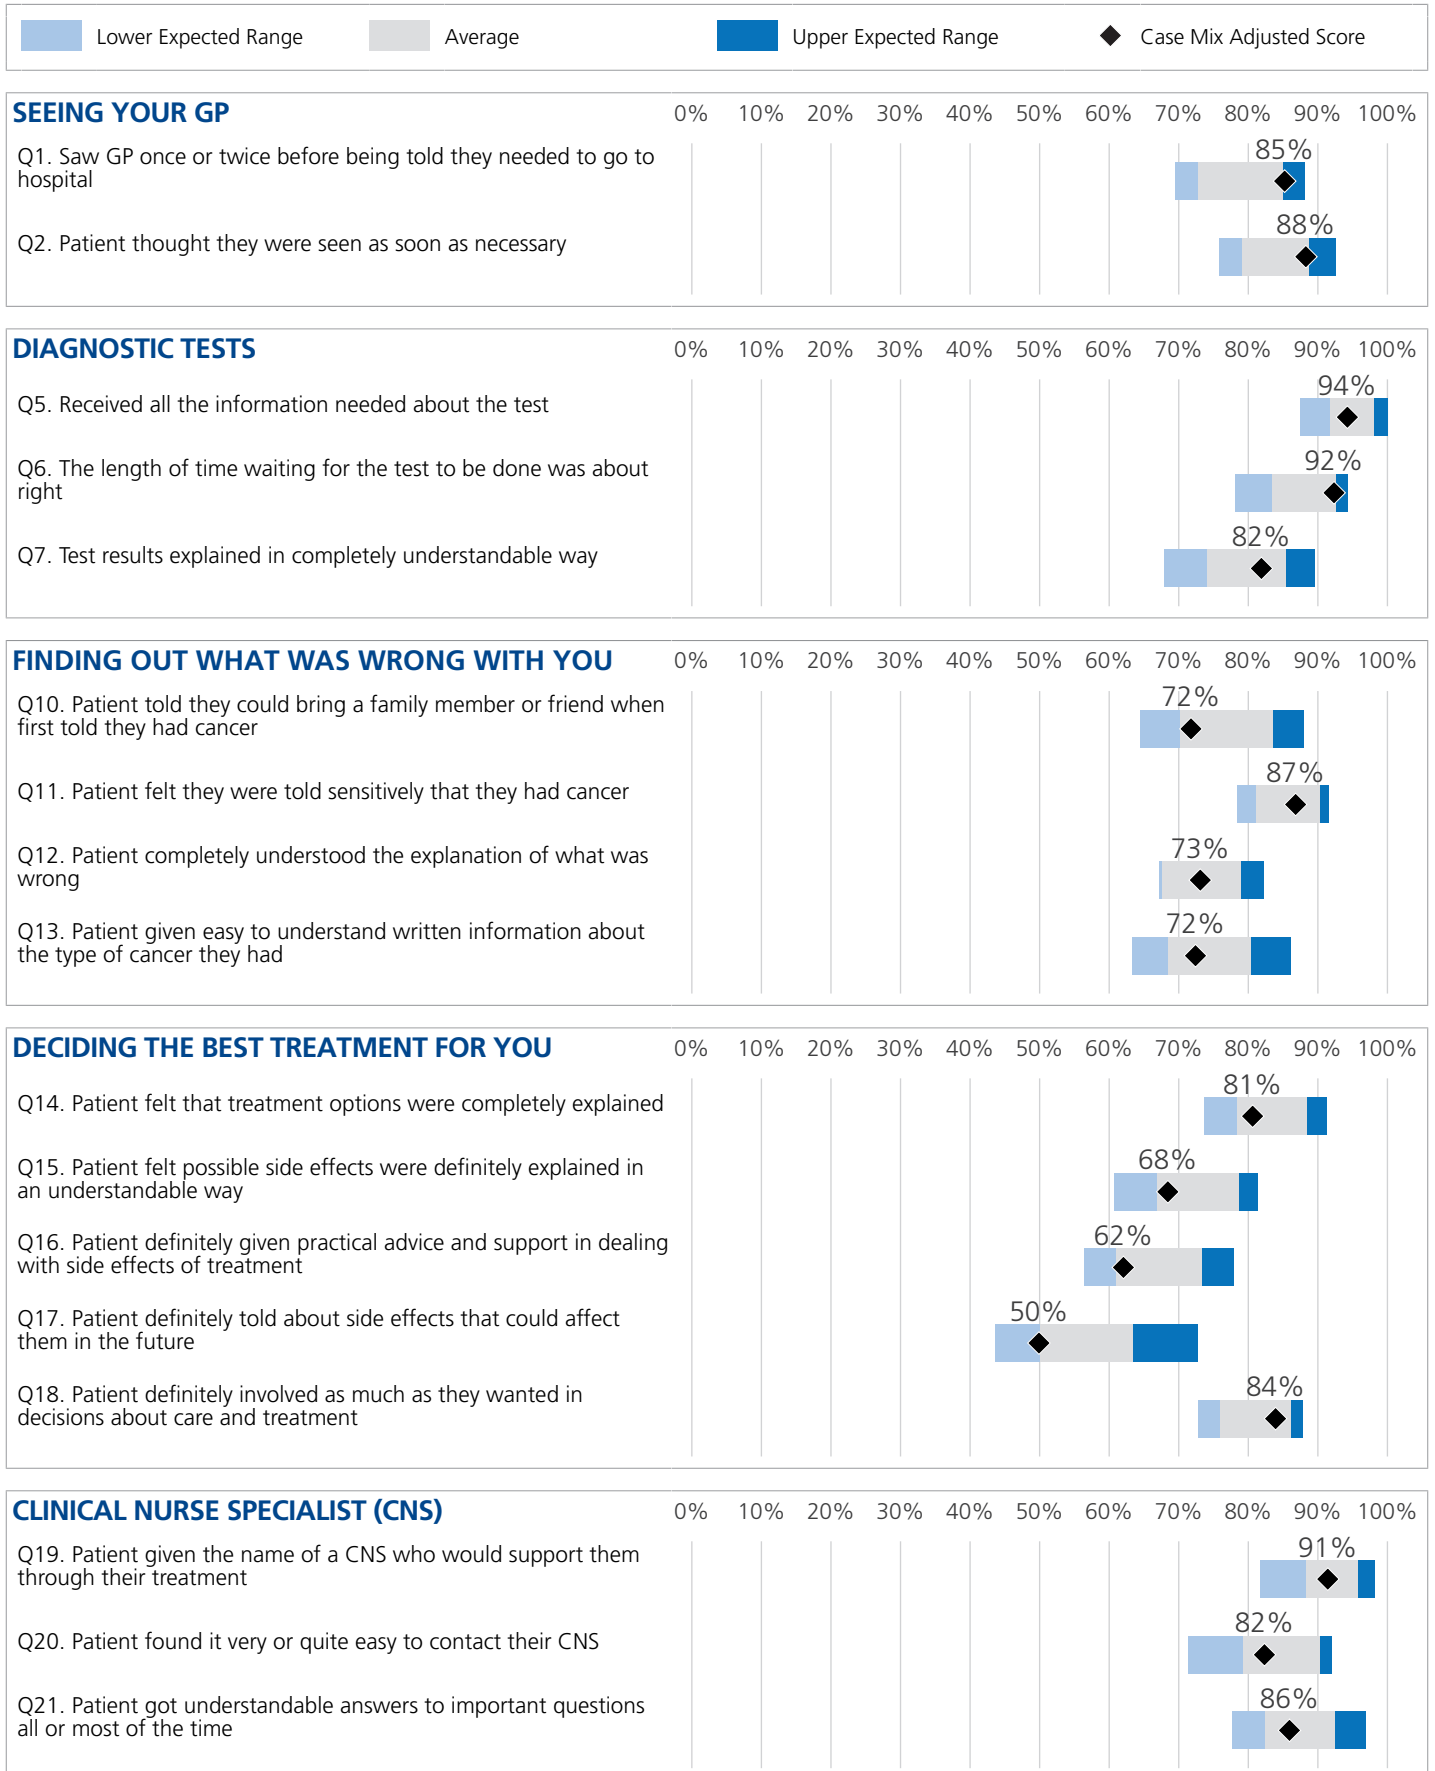 Lower Expected Range Average Upper Expected Range Case Mix Adjusted Score
SEEING YOUR GP 0% 10% 20% 30% 40% 50% 60% 70% 80% 90% 100%
Q1. Saw GP once or twice before being told they needed to go to
hospital
85%
Q2. Patient thought they were seen as soon as necessary
88%
DIAGNOSTIC TESTS 0% 10% 20% 30% 40% 50% 60% 70% 80% 90% 100%
Q5. Received all the information needed about the test
94%
Q6. The length of time waiting for the test to be done was about
right
92%
Q7. Test results explained in completely understandable way
82%
FINDING OUT WHAT WAS WRONG WITH YOU 0% 10% 20% 30% 40% 50% 60% 70% 80% 90% 100%
Q10. Patient told they could bring a family member or friend when
first told they had cancer
72%
Q11. Patient felt they were told sensitively that they had cancer
87%
Q12. Patient completely understood the explanation of what was
wrong
73%
Q13. Patient given easy to understand written information about
the type of cancer they had
72%
DECIDING THE BEST TREATMENT FOR YOU 0% 10% 20% 30% 40% 50% 60% 70% 80% 90% 100%
Q14. Patient felt that treatment options were completely explained
81%
Q15. Patient felt possible side effects were definitely explained in
an understandable way
68%
Q16. Patient definitely given practical advice and support in dealing
with side effects of treatment
62%
Q17. Patient definitely told about side effects that could affect
them in the future
50%
Q18. Patient definitely involved as much as they wanted in
decisions about care and treatment
84%
CLINICAL NURSE SPECIALIST (CNS) 0% 10% 20% 30% 40% 50% 60% 70% 80% 90% 100%
Q19. Patient given the name of a CNS who would support them
through their treatment
91%
Q20. Patient found it very or quite easy to contact their CNS
82%
Q21. Patient got understandable answers to important questions
all or most of the time
86%